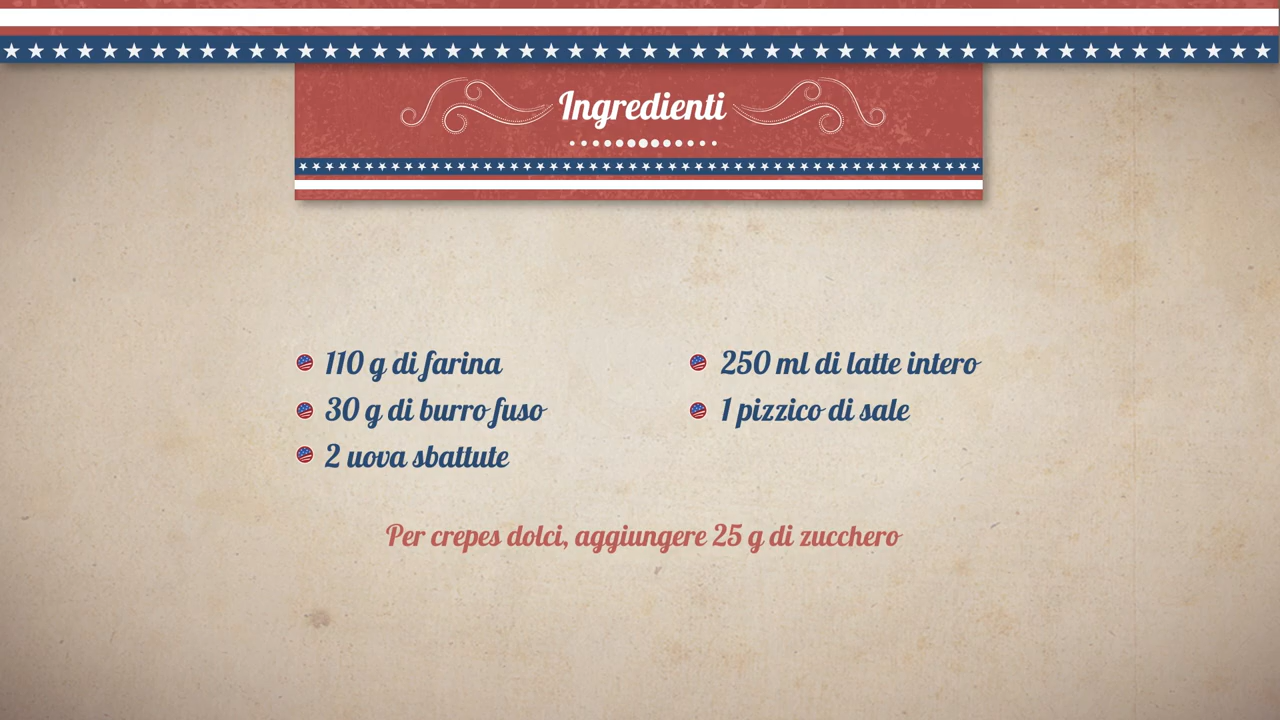 Ingredienti
110 g di farina
30 g di burro fuso
2 uova sbattute
250 ml di latte intero
1 pizzico di sale
Per crepes dolci, aggiungere 25 g di zucchero